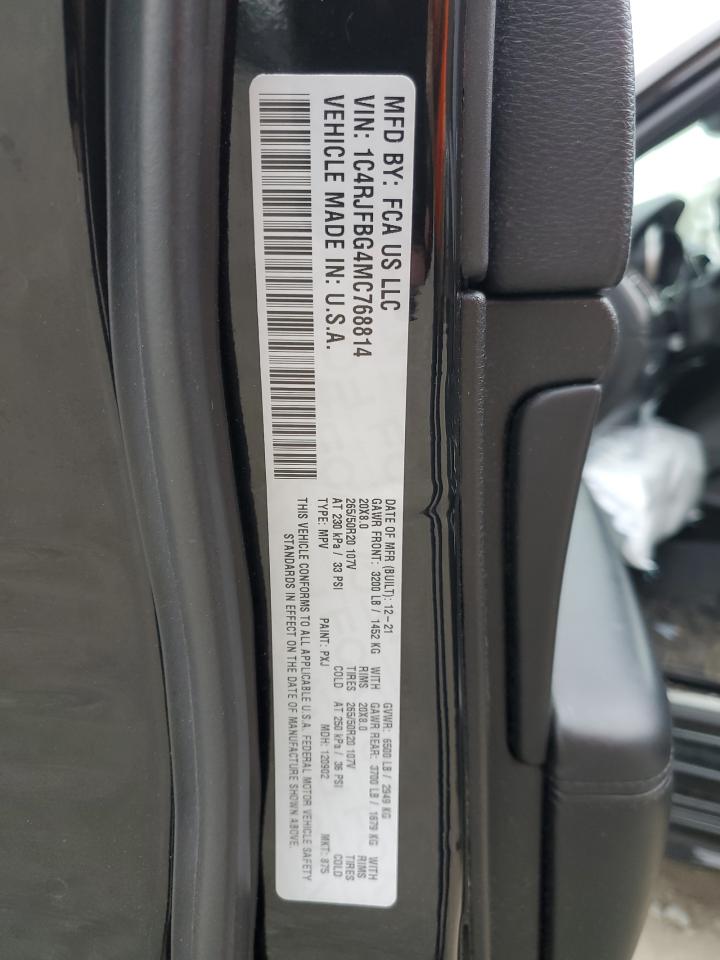 MFD BY: FCA US LLC
VIN: 1C4RJFBG4MC768814
VEHICLE MADE IN: U.S.A.
DATE OF MFR (BUILT): 12-21 GVWR: 6500 LB / 2949 KG
GAWR FRONT: 3200 LB / 1452 KG WITH GAWR REAR: 3700 LB / 1679 KG WITH
20X8.0 RIMS 20X8.0 RIMS
265/50R20 107V TIRES 265/50R20 107V TIRES
AT 230 kPa / 33 PSI COLD AT 250 kPa / 36 PSI COLD
TYPE: MPV PAINT: PXJ MDH: 120902 MKT: 875
THIS VEHICLE CONFORMS TO ALL APPLICABLE U.S.A. FEDERAL MOTOR VEHICLE SAFETY
STANDARDS IN EFFECT ON THE DATE OF MANUFACTURE SHOWN ABOVE.